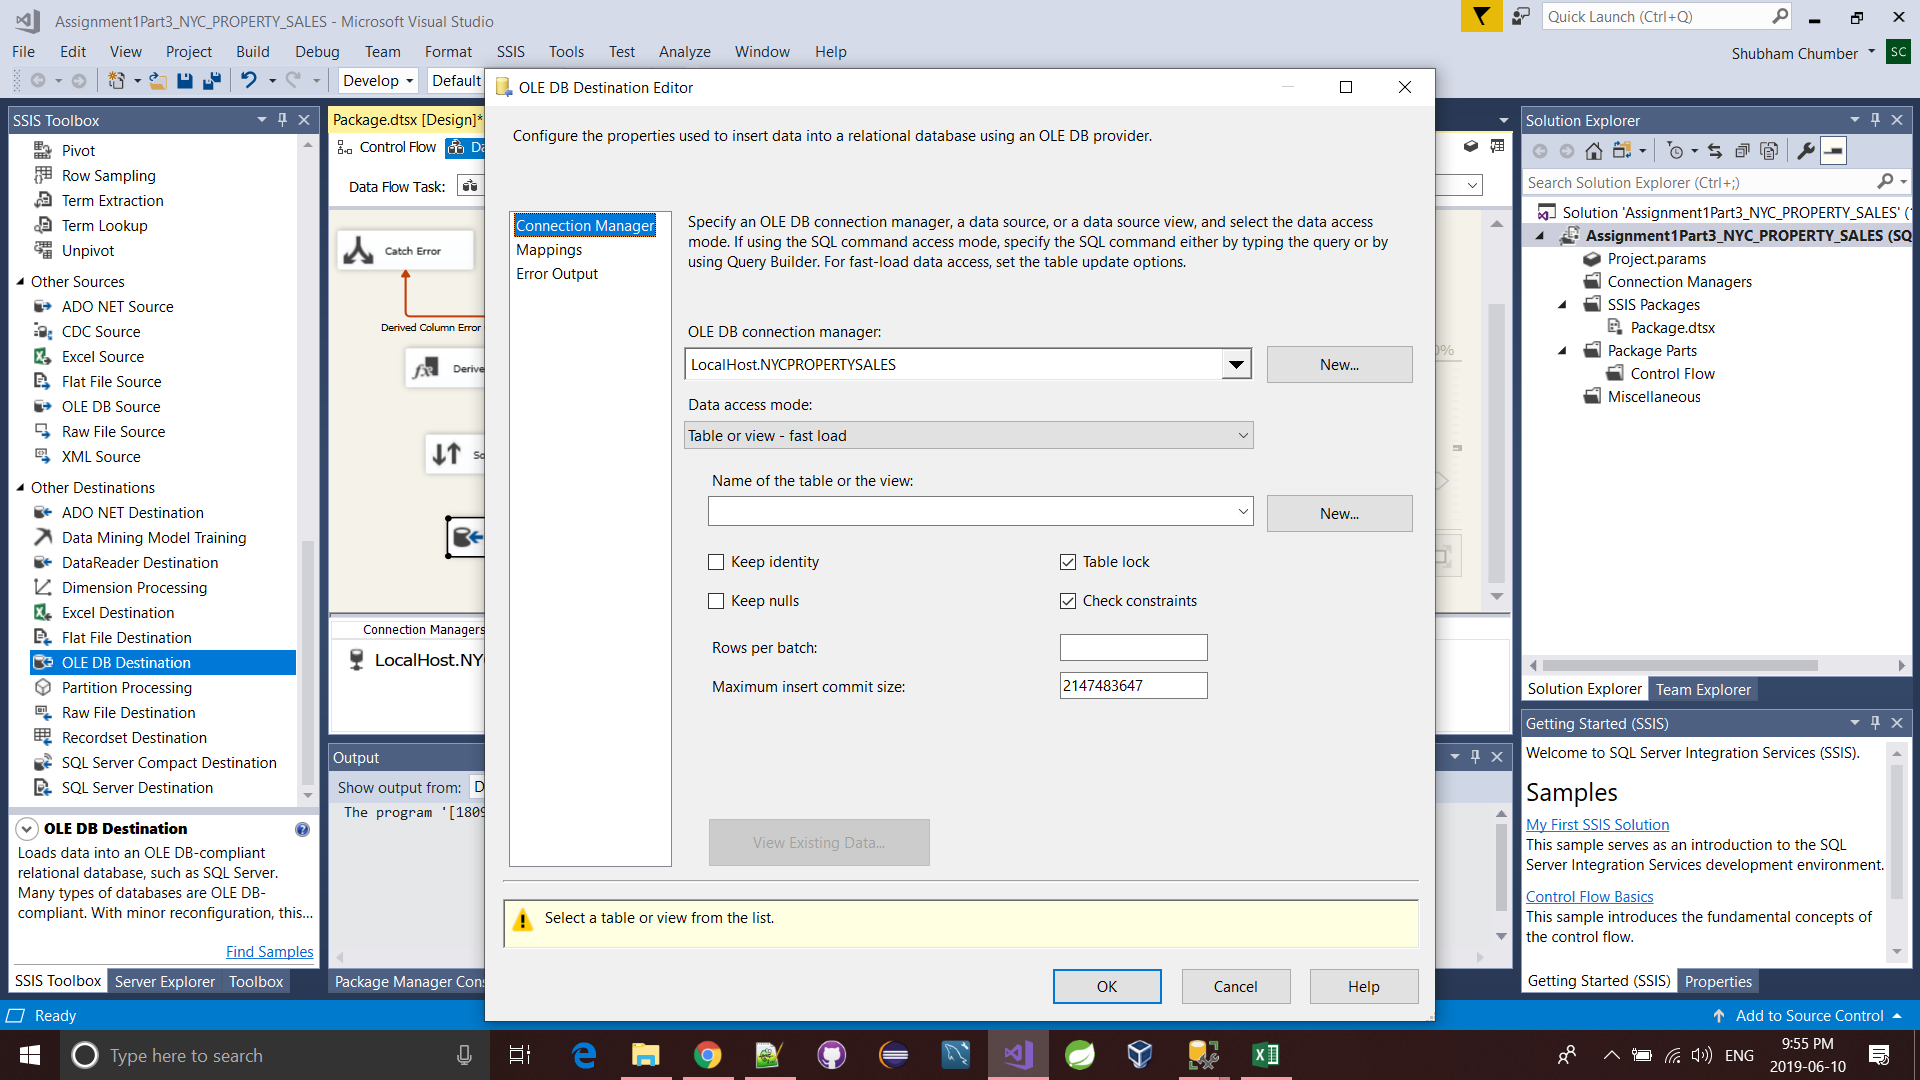 Assignment1Part3_NYC_PROPERTY_SALES - Microsoft Visual Studio
Quick Launch (Ctrl+Q)
File Edit View Project Build Debug Team Format SSIS Tools Test Analyze Window Help
Shubham Chumber
SC
Develop
Default
SSIS Toolbox
Pivot
Row Sampling
Term Extraction
Term Lookup
Unpivot
Other Sources
ADO NET Source
CDC Source
Excel Source
Flat File Source
OLE DB Source
Raw File Source
XML Source
Other Destinations
ADO NET Destination
Data Mining Model Training
DataReader Destination
Dimension Processing
Excel Destination
Flat File Destination
OLE DB Destination
Partition Processing
Raw File Destination
Recordset Destination
SQL Server Compact Destination
SQL Server Destination
OLE DB Destination
Loads data into an OLE DB-compliant
relational database, such as SQL Server.
Many types of databases are OLE DB-
compliant. With minor reconfiguration, this...
Find Samples
SSIS Toolbox Server Explorer Toolbox
Package.dtsx [Design]*
Control Flow
Da
Data Flow Task:
Catch Error
Derived Column Error
Derive
So
Connection Managers
LocalHost.NY
Output
Show output from: D
The program '[1809
Package Manager Con
OLE DB Destination Editor
Configure the properties used to insert data into a relational database using an OLE DB provider.
Connection Manager
Mappings
Error Output
Specify an OLE DB connection manager, a data source, or a data source view, and select the data access
mode. If using the SQL command access mode, specify the SQL command either by typing the query or by
using Query Builder. For fast-load data access, set the table update options.
OLE DB connection manager:
LocalHost.NYCPROPERTYSALES
New...
Data access mode:
Table or view - fast load
Name of the table or the view:
New...
Keep identity
Table lock
Keep nulls
Check constraints
Rows per batch:
Maximum insert commit size:
2147483647
View Existing Data...
Select a table or view from the list.
OK
Cancel
Help
0%
Solution Explorer
Search Solution Explorer (Ctrl+;)
Solution 'Assignment1Part3_NYC_PROPERTY_SALES' (
Assignment1Part3_NYC_PROPERTY_SALES (SQ
Project.params
Connection Managers
SSIS Packages
Package.dtsx
Package Parts
Control Flow
Miscellaneous
Solution Explorer Team Explorer
Getting Started (SSIS)
Welcome to SQL Server Integration Services (SSIS).
Samples
My First SSIS Solution
This sample serves as an introduction to the SQL
Server Integration Services development environment.
Control Flow Basics
This sample introduces the fundamental concepts of
the control flow.
Getting Started (SSIS) Properties
Ready
Add to Source Control
Type here to search
ENG
9:55 PM
2019-06-10